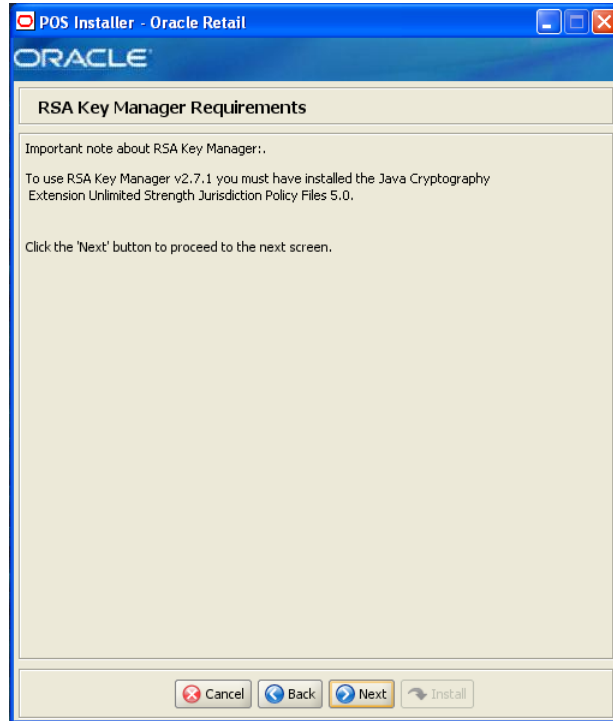 POS Installer - Oracle Retail
ORACLE
RSA Key Manager Requirements
Important note about RSA Key Manager:.
To use RSA Key Manager v2.7.1 you must have installed the Java Cryptography
Extension Unlimited Strength Jurisdiction Policy Files 5.0.
Click the 'Next' button to proceed to the next screen.
Cancel Back Next Install